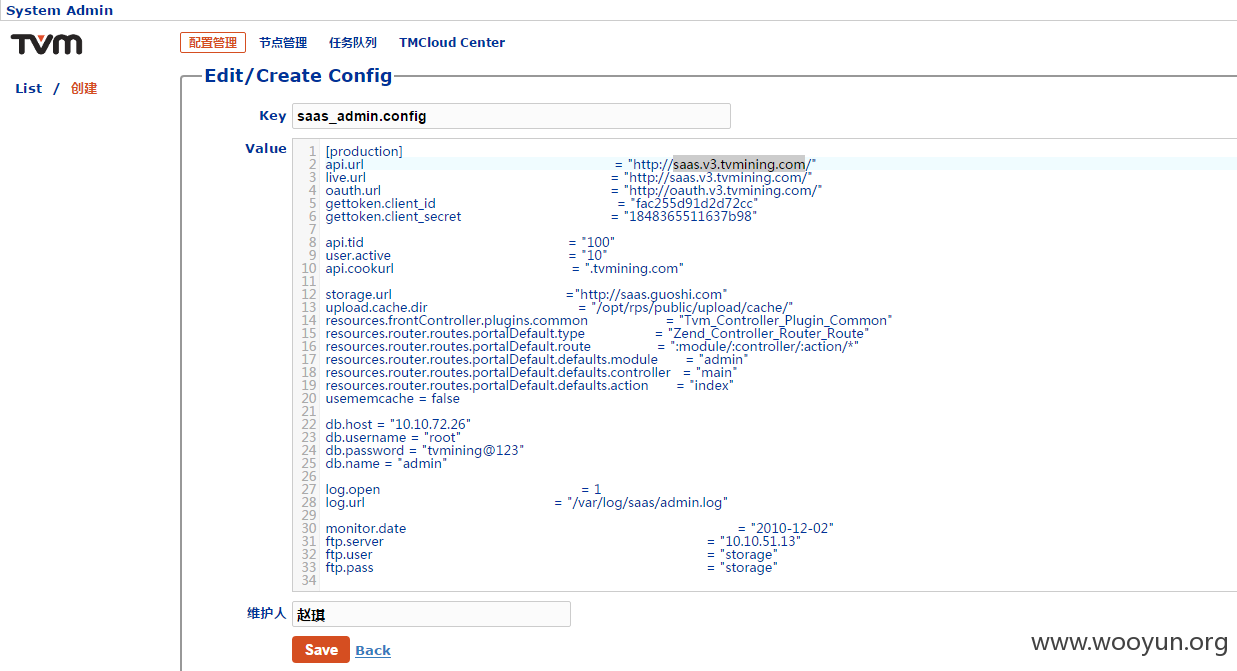 System Admin
TVM
配置管理 节点管理 任务队列 TMCloud Center
List / 创建
Edit/Create Config
Key saas_admin.config
Value
1 [production]
2 api.url = "http://saas.v3.tvmining.com/"
3 live.url = "http://saas.v3.tvmining.com/"
4 oauth.url = "http://oauth.v3.tvmining.com/"
5 gettoken.client_id = "fac255d91d2d72cc"
6 gettoken.client_secret = "1848365511637b98"
7
8 api.tid = "100"
9 user.active = "10"
10 api.cookurl = ".tvmining.com"
11
12 storage.url ="http://saas.guoshi.com"
13 upload.cache.dir = "/opt/rps/public/upload/cache/"
14 resources.frontController.plugins.common = "Tvm_Controller_Plugin_Common"
15 resources.router.routes.portalDefault.type = "Zend_Controller_Router_Route"
16 resources.router.routes.portalDefault.route = ":module/:controller/:action/*"
17 resources.router.routes.portalDefault.defaults.module = "admin"
18 resources.router.routes.portalDefault.defaults.controller = "main"
19 resources.router.routes.portalDefault.defaults.action = "index"
20 usememcache = false
21
22 db.host = "10.10.72.26"
23 db.username = "root"
24 db.password = "tvmining@123"
25 db.name = "admin"
26
27 log.open = 1
28 log.url = "/var/log/saas/admin.log"
29
30 monitor.date = "2010-12-02"
31 ftp.server = "10.10.51.13"
32 ftp.user = "storage"
33 ftp.pass = "storage"
34
维护人 赵琪
Save Back
www.wooyun.org